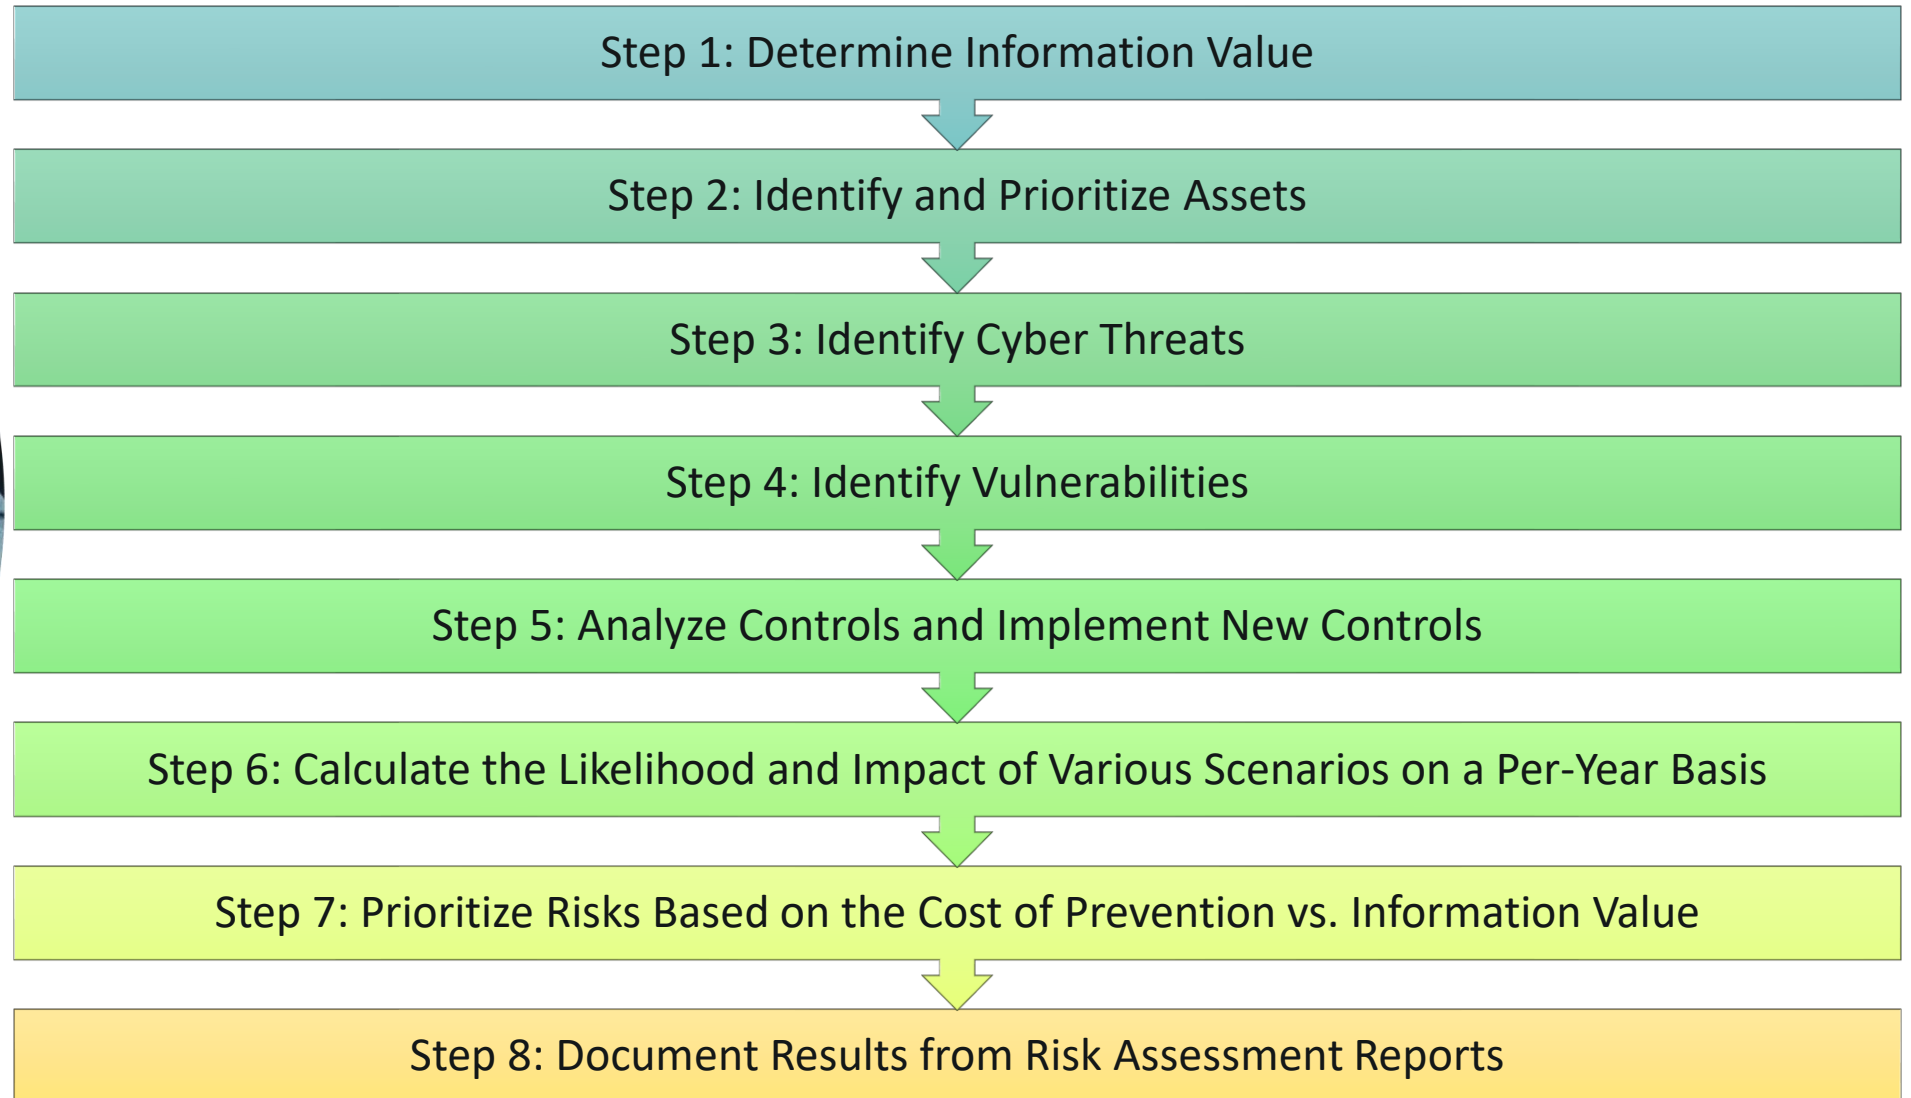 Step 1: Determine Information Value
Step 2: Identify and Prioritize Assets
Step 3: Identify Cyber Threats
Step 4: Identify Vulnerabilities
Step 5: Analyze Controls and Implement New Controls
Step 6: Calculate the Likelihood and Impact of Various Scenarios on a Per-Year Basis
Step 7: Prioritize Risks Based on the Cost of Prevention vs. Information Value
Step 8: Document Results from Risk Assessment Reports